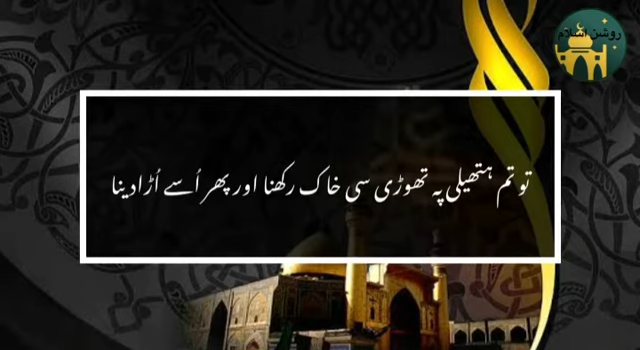 روشن اسلام
تو تم ہتھیلی پہ تھوڑی سی خاک رکھنا اور پھر اُسے اُڑا دینا